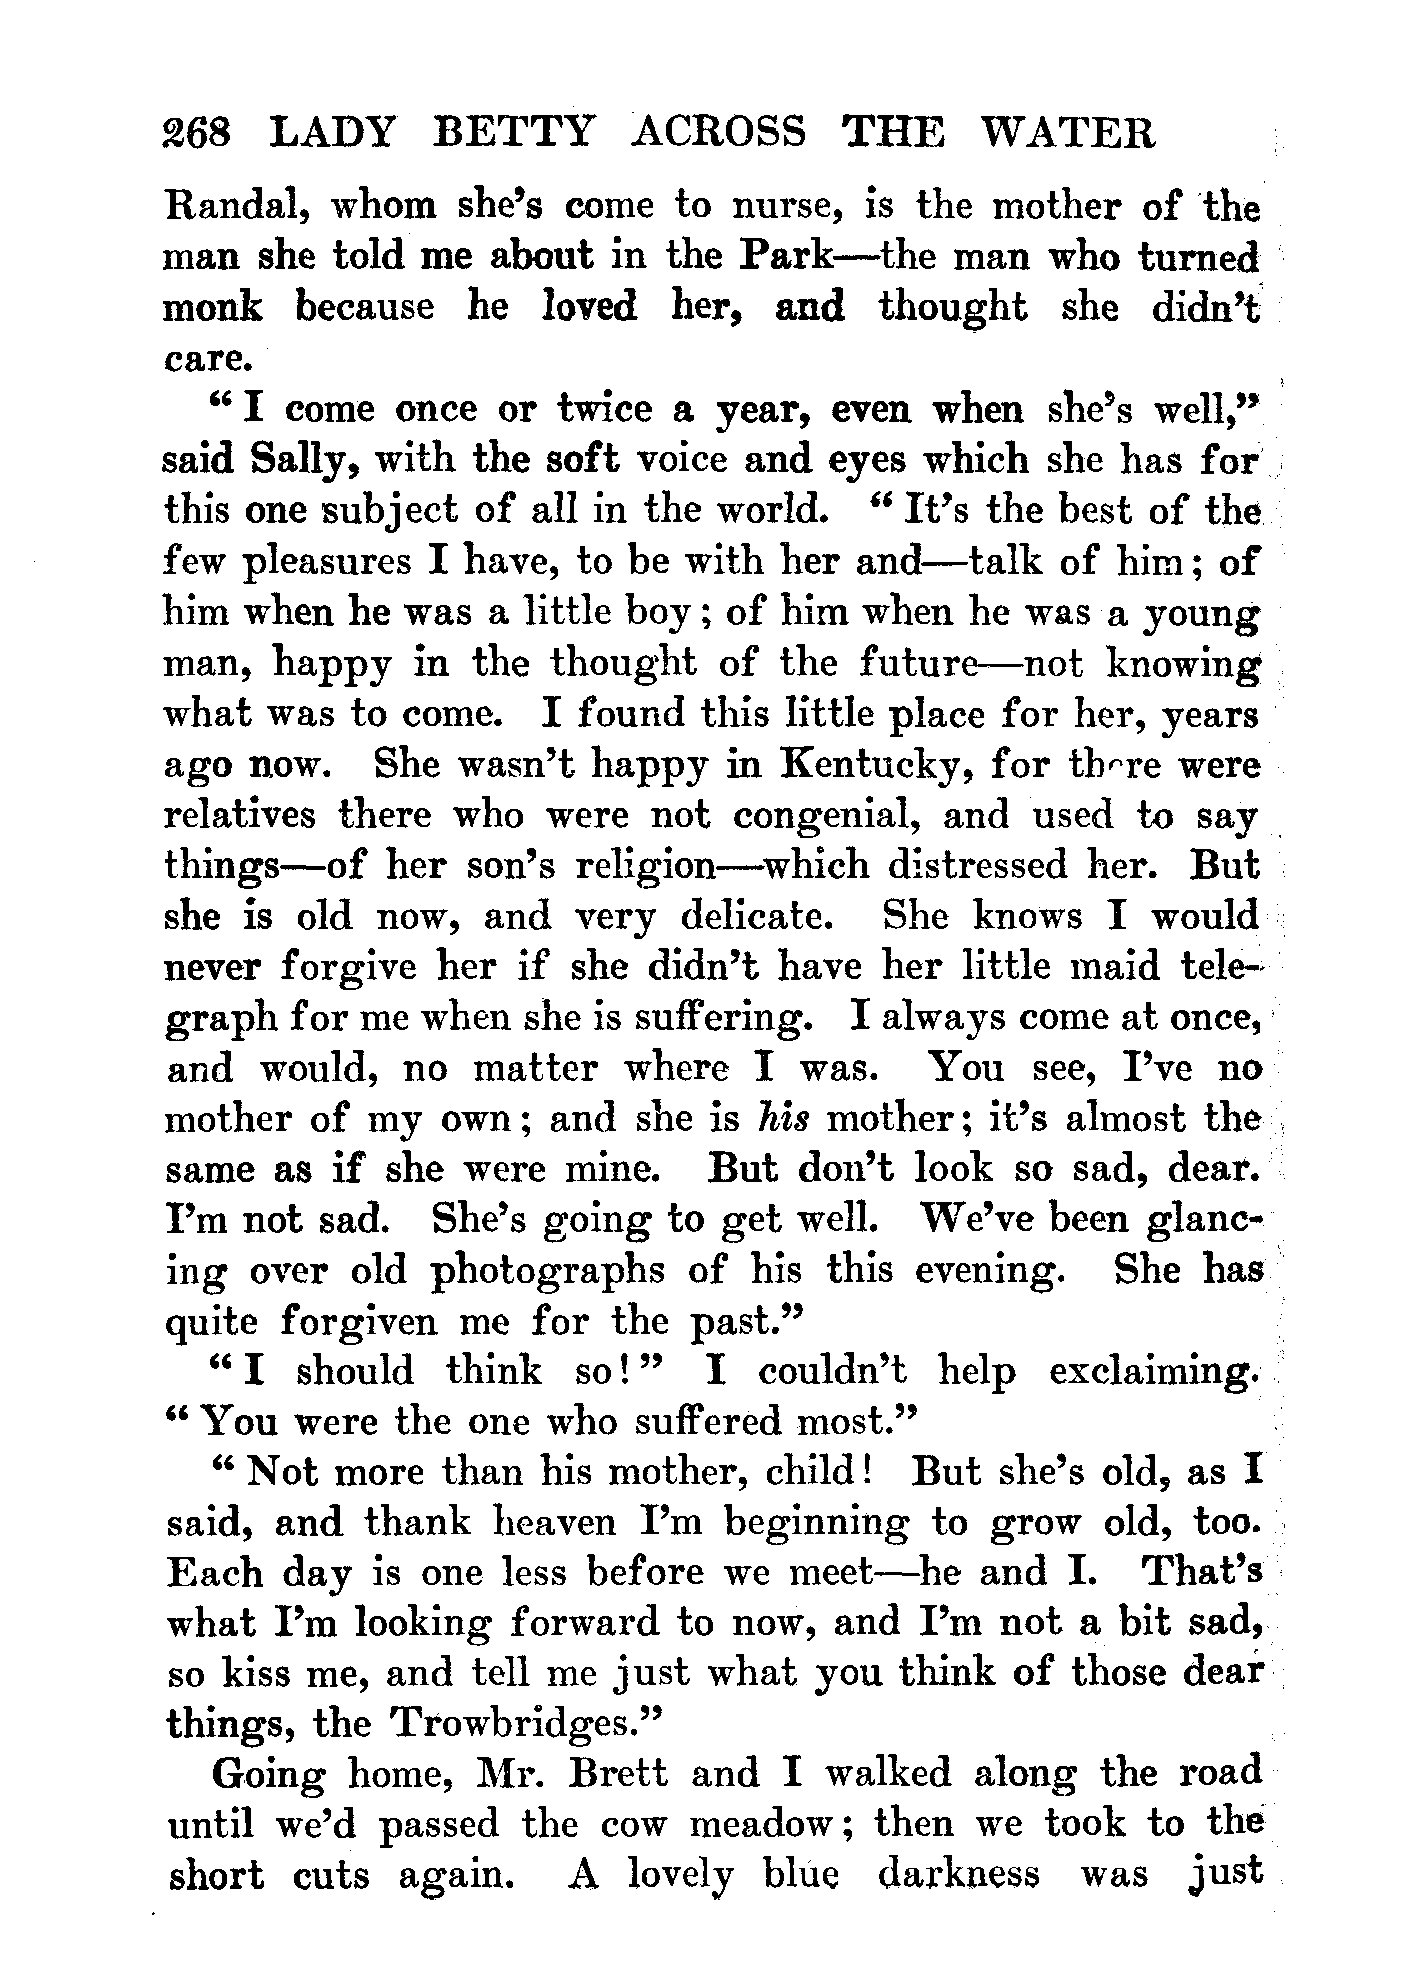 268 LADY BETTY ACROSS THE WATER
Randal, whom she's come to nurse, is the mother of the
man she told me about in the Park—the man who turned
monk because he loved her, and thought she didn't
care.
"I come once or twice a year, even when she's well,"
said Sally, with the soft voice and eyes which she has for
this one subject of all in the world. "It's the best of the
few pleasures I have, to be with her and—talk of him; of
him when he was a little boy; of him when he was a young
man, happy in the thought of the future—not knowing
what was to come. I found this little place for her, years
ago now. She wasn't happy in Kentucky, for there were
relatives there who were not congenial, and used to say
things—of her son's religion—which distressed her. But
she is old now, and very delicate. She knows I would
never forgive her if she didn't have her little maid tele-
graph for me when she is suffering. I always come at once,
and would, no matter where I was. You see, I've no
mother of my own; and she is his mother; it's almost the
same as if she were mine. But don't look so sad, dear.
I'm not sad. She's going to get well. We've been glanc-
ing over old photographs of his this evening. She has
quite forgiven me for the past."
"I should think so!" I couldn't help exclaiming.
"You were the one who suffered most."
"Not more than his mother, child! But she's old, as I
said, and thank heaven I'm beginning to grow old, too.
Each day is one less before we meet—he and I. That's
what I'm looking forward to now, and I'm not a bit sad,
so kiss me, and tell me just what you think of those dear
things, the Trowbridges."
Going home, Mr. Brett and I walked along the road
until we'd passed the cow meadow; then we took to the
short cuts again. A lovely blue darkness was just